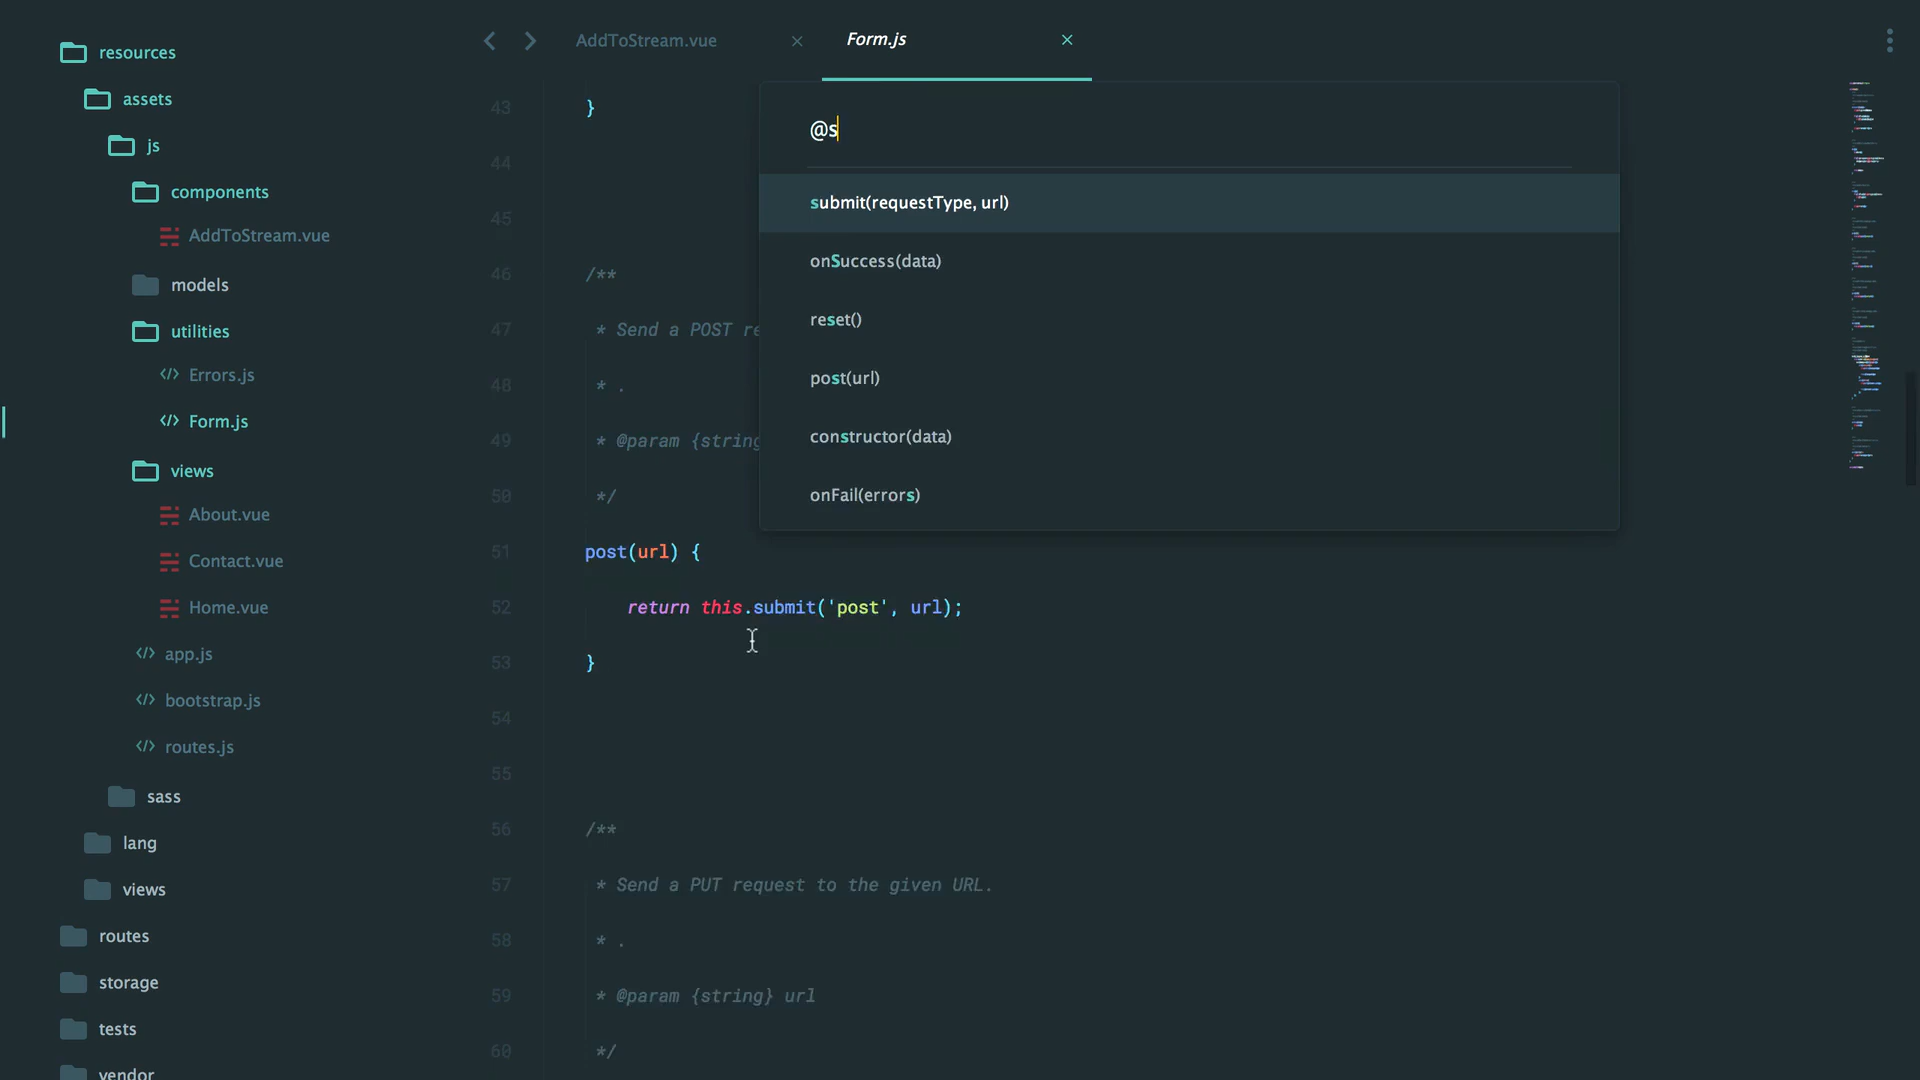 resources
assets
js
components
AddToStream.vue
models
utilities
Errors.js
Form.js
views
About.vue
Contact.vue
Home.vue
app.js
bootstrap.js
routes.js
sass
lang
views
routes
storage
tests
vendor
AddToStream.vue
Form.js
@s
submit(requestType, url)
onSuccess(data)
reset()
post(url)
constructor(data)
onFail(errors)
43 }
44
45
46 /**
47 * Send a POST
48 * .
49 * @param {string
50 */
51 post(url) {
52 return this.submit('post', url);
53 }
54
55
56 /**
57 * Send a PUT request to the given URL.
58 * .
59 * @param {string} url
60 */